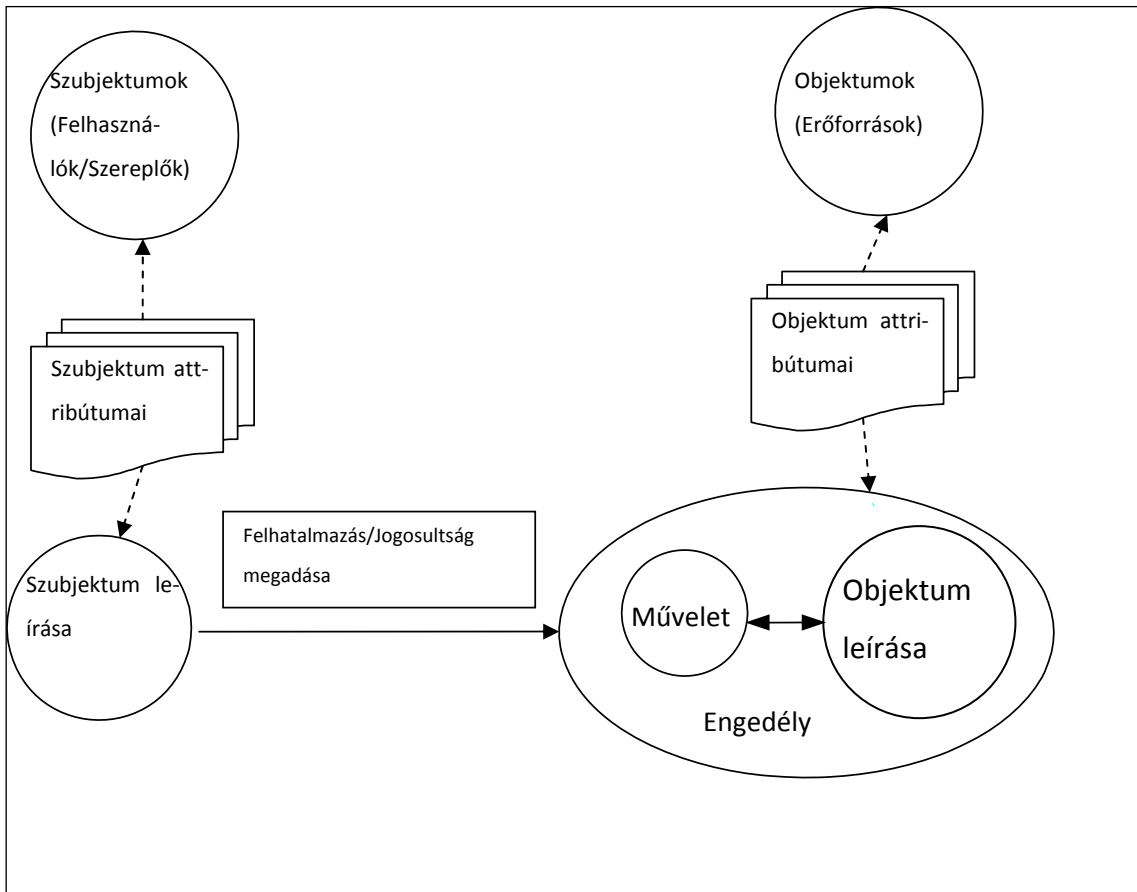 Szubjektumok
(Felhaszná-
lók/Szereplők)
Objektumok
(Erőforrások)
Szubjektum att-
ribútumai
Objektum attri-
bútumai
Felhatalmazás/Jogosultság
megadása
Szubjektum le-
írása
Művelet
Objektum
leírása
Engedély